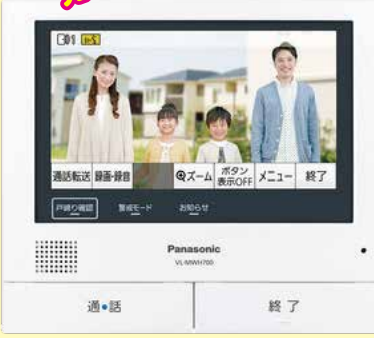 1
通話転送 録画・録音 ズーム ボタン表示OFF メニュー 終了
戸締り確認 警戒モード お知らせ
Panasonic
VL-MWH700
通・話 終了